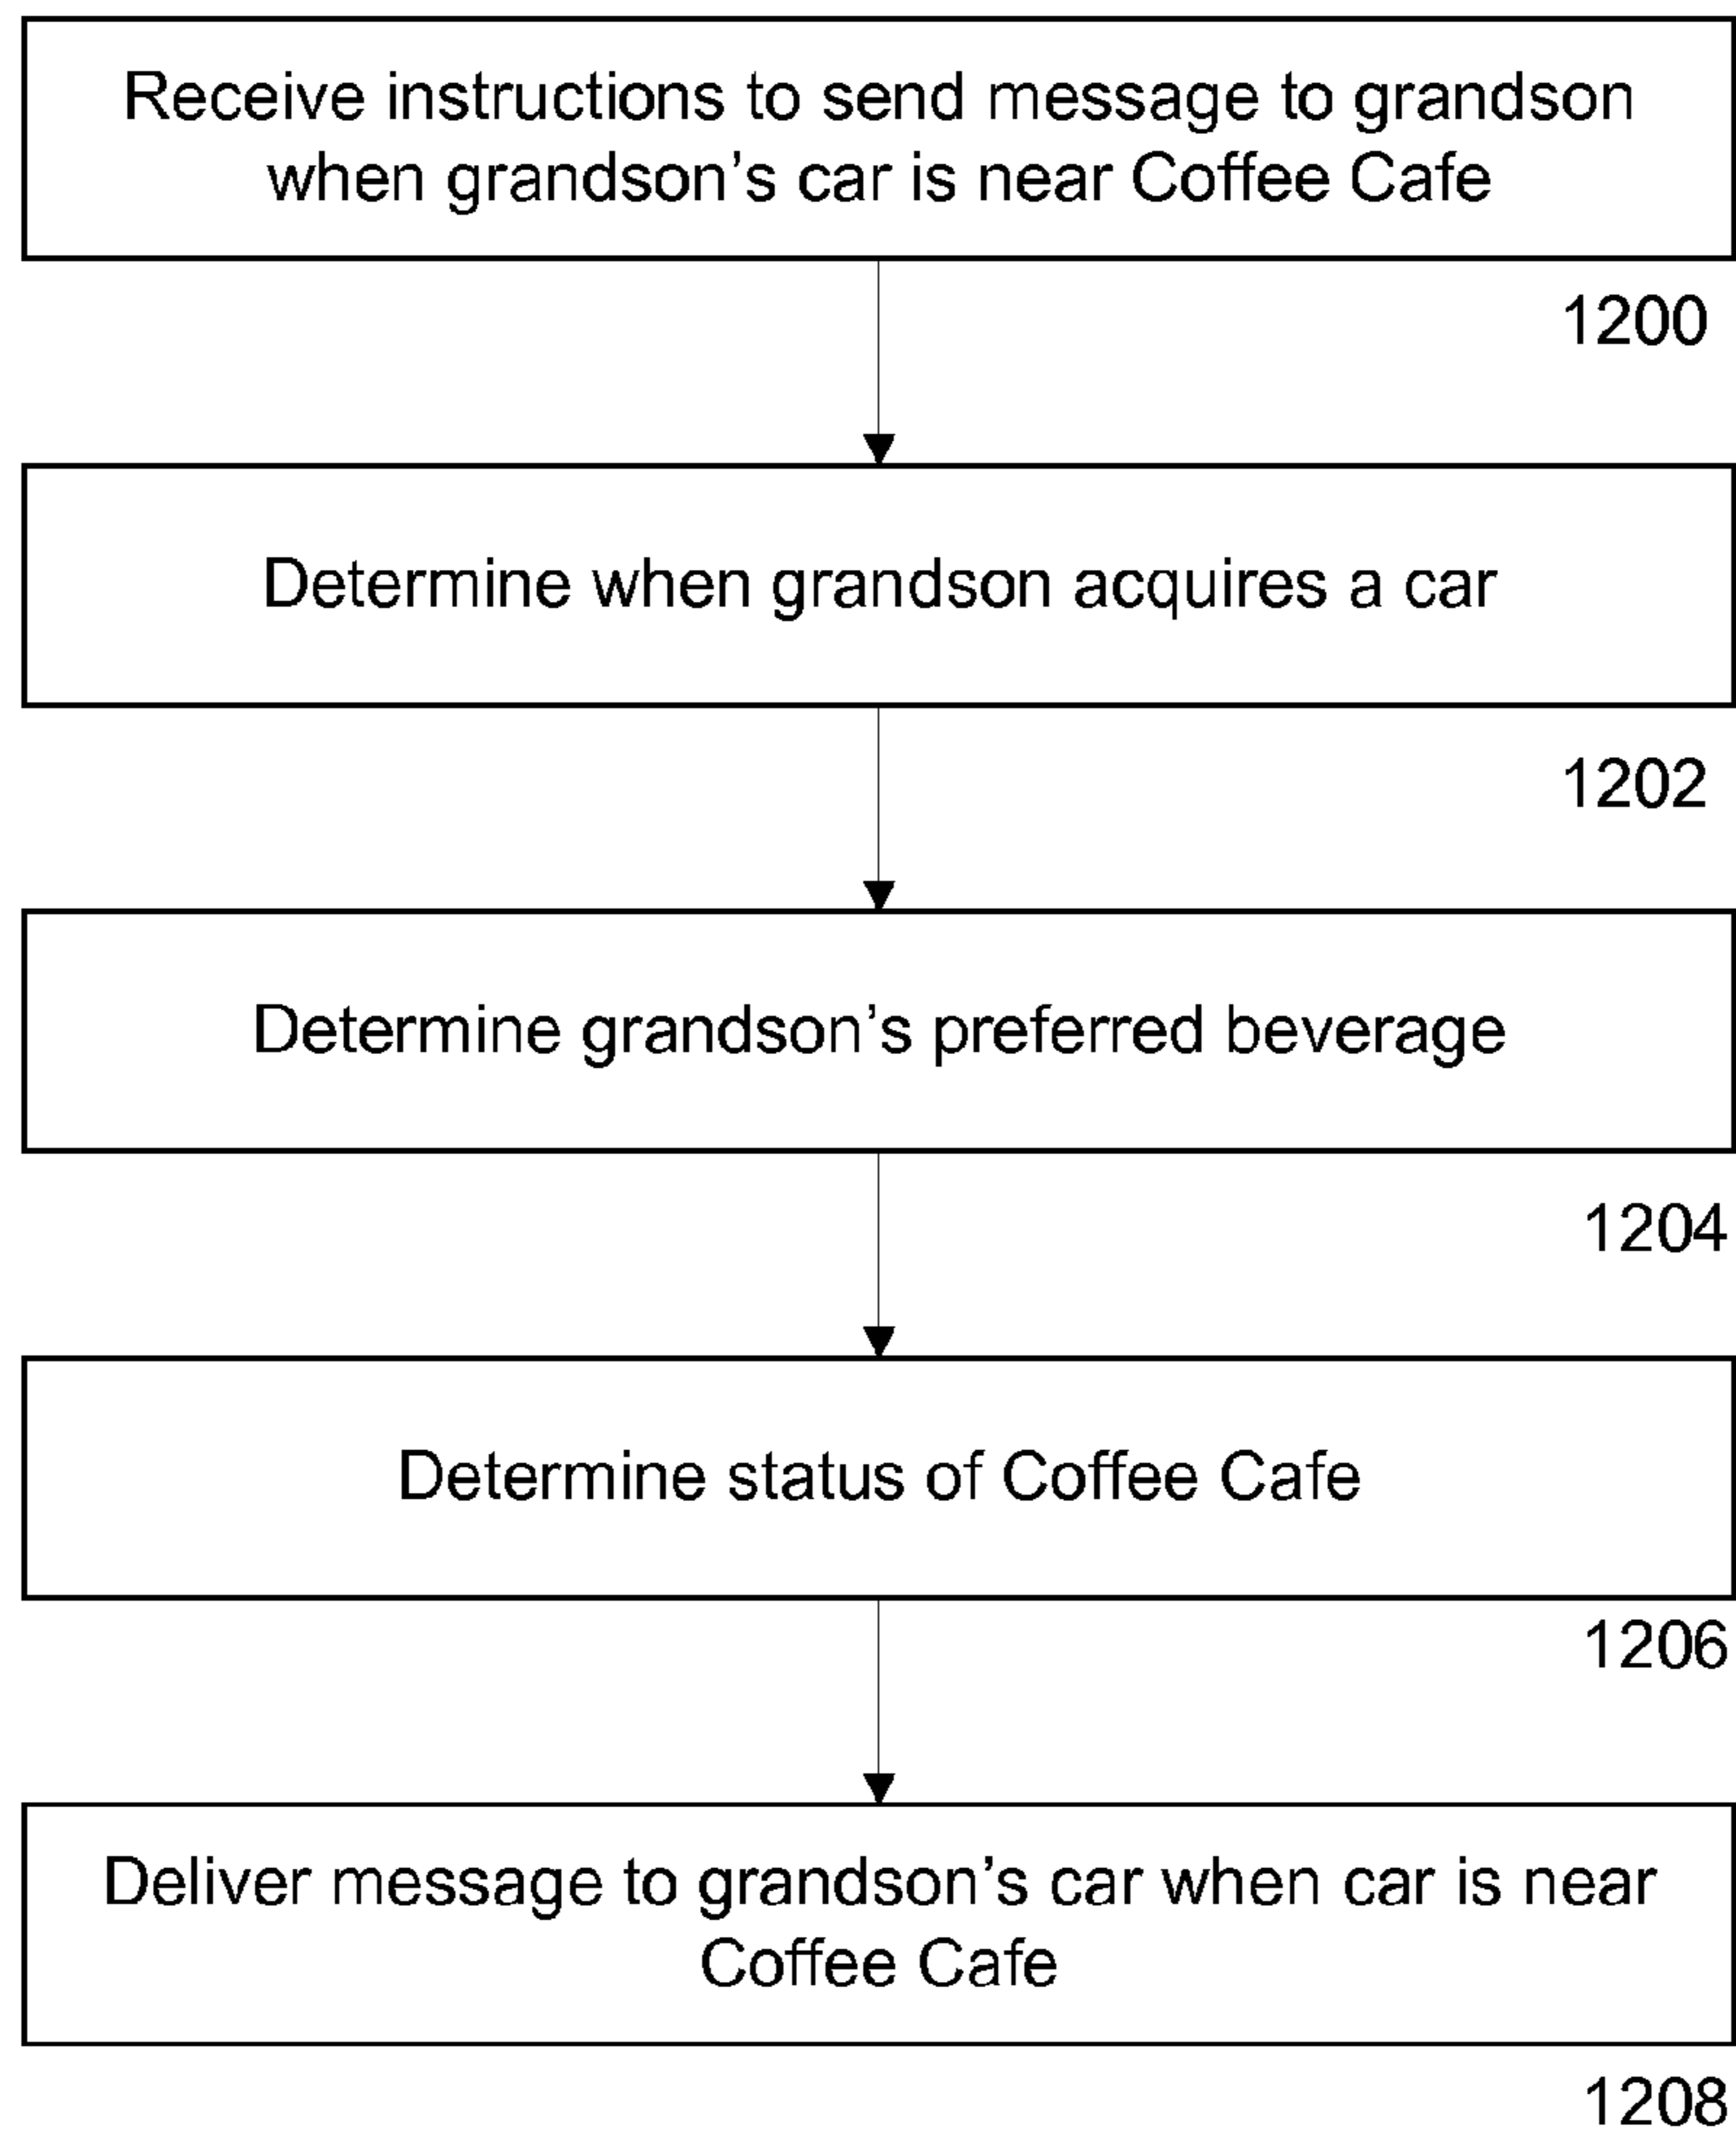 Receive instructions to send message to grandson
when grandson's car is near Coffee Cafe
1200
Determine when grandson acquires a car
1202
Determine grandson's preferred beverage
1204
Determine status of Coffee Cafe
1206
Deliver message to grandson's car when car is near
Coffee Cafe
1208